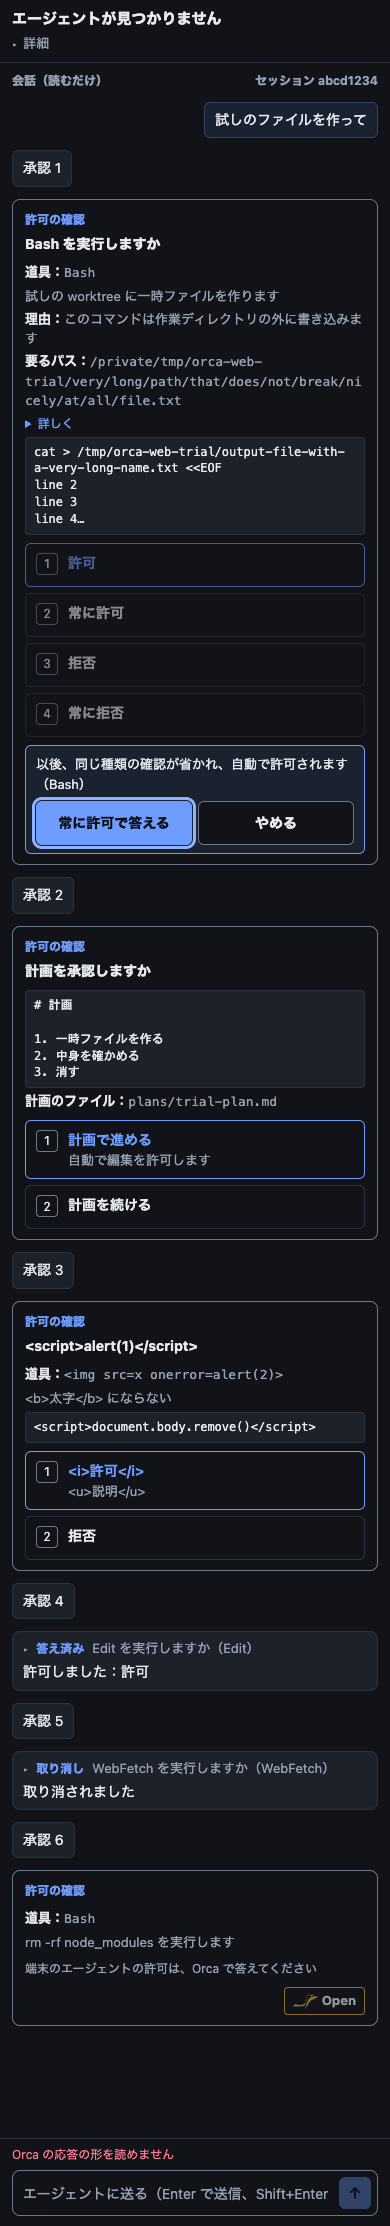 エージェントが見つかりません
▸ 詳細
会話（読むだけ）
セッション abcd1234
試しのファイルを作って
承認 1
許可の確認
Bash を実行しますか
道具：Bash
試しの worktree に一時ファイルを作ります
理由：このコマンドは作業ディレクトリの外に書き込みま
す
要るパス：/private/tmp/orca-web-
trial/very/long/path/that/does/not/break/ni
cely/at/all/file.txt
▶ 詳しく
cat > /tmp/orca-web-trial/output-file-with-
a-very-long-name.txt <<EOF
line 2
line 3
line 4…
1 許可
2 常に許可
3 拒否
4 常に拒否
以後、同じ種類の確認が省かれ、自動で許可されます
（Bash）
常に許可で答える
やめる
承認 2
許可の確認
計画を承認しますか
# 計画
1. 一時ファイルを作る
2. 中身を確かめる
3. 消す
計画のファイル：plans/trial-plan.md
1 計画で進める
自動で編集を許可します
2 計画を続ける
承認 3
許可の確認
<script>alert(1)</script>
道具：<img src=x onerror=alert(2)>
<b>太字</b> にならない
<script>document.body.remove()</script>
1 <i>許可</i>
<u>説明</u>
2 拒否
承認 4
▸ 答え済み Edit を実行しますか（Edit）
許可しました：許可
承認 5
▸ 取り消し WebFetch を実行しますか（WebFetch）
取り消されました
承認 6
許可の確認
道具：Bash
rm -rf node_modules を実行します
端末のエージェントの許可は、Orca で答えてください
Open
Orca の応答の形を読めません
エージェントに送る（Enter で送信、Shift+Enter